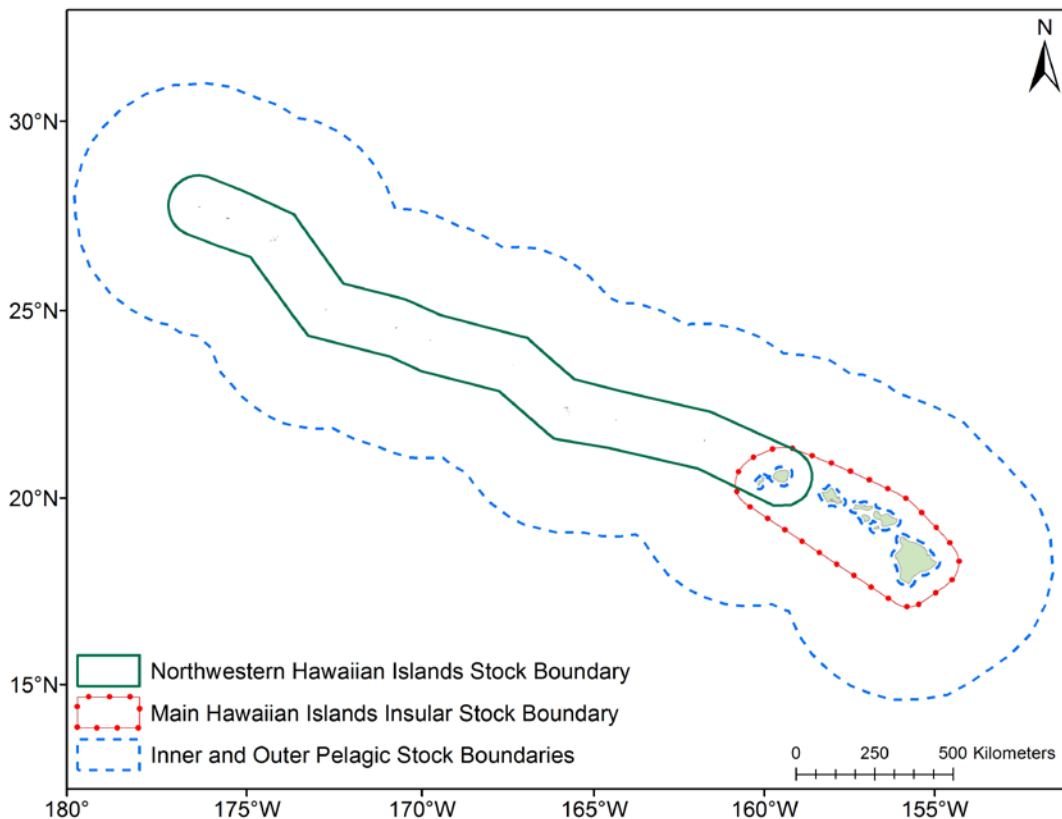 N
30°N
25°N
20°N
15°N
Northwestern Hawaiian Islands Stock Boundary
Main Hawaiian Islands Insular Stock Boundary
Inner and Outer Pelagic Stock Boundaries
0 250 500 Kilometers
180° 175°W 170°W 165°W 160°W 155°W